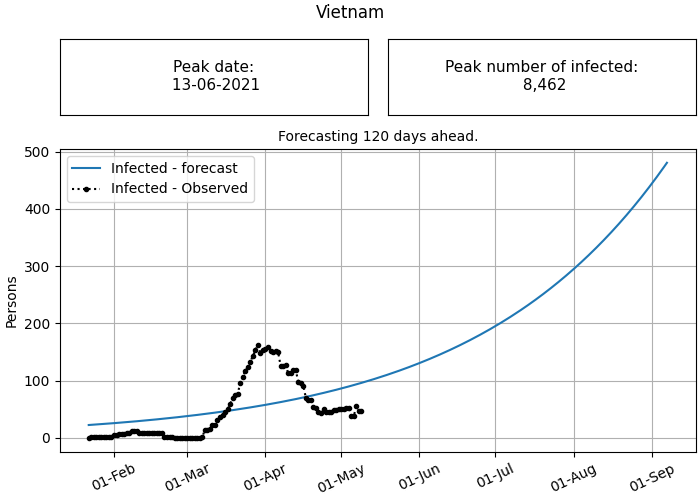 Vietnam
Peak date:
13-06-2021
Peak number of infected:
8,462
Forecasting 120 days ahead.
Infected - forecast
Infected - Observed
Persons
500
400
300
200
100
0
01-Feb
01-Mar
01-Apr
01-May
01-Jun
01-Jul
01-Aug
01-Sep